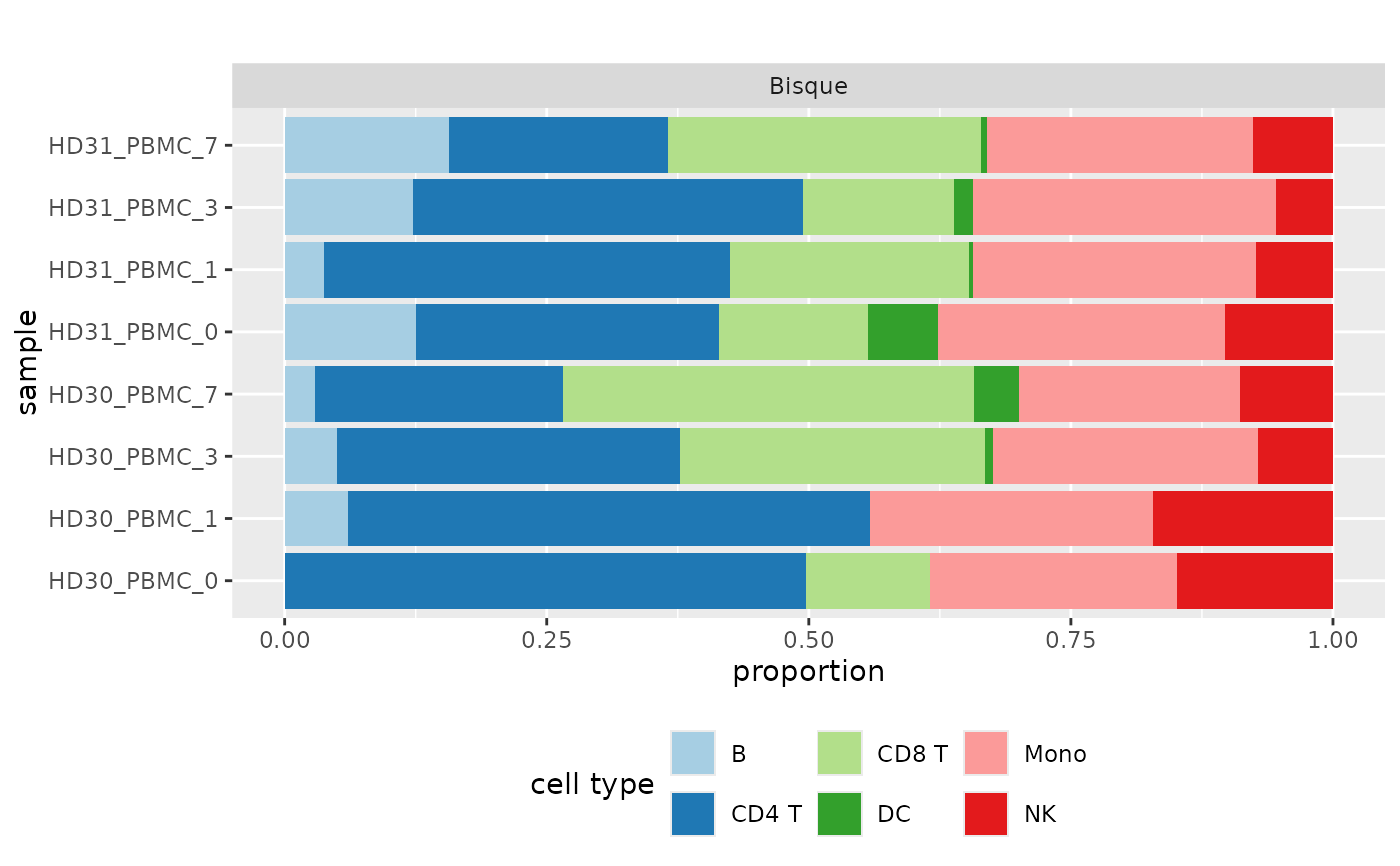 Bisque
HD31_PBMC_7
HD31_PBMC_3
HD31_PBMC_1
HD31_PBMC_0
HD30_PBMC_7
HD30_PBMC_3
HD30_PBMC_1
HD30_PBMC_0
sample
0.00 0.25 0.50 0.75 1.00
proportion
cell type
B CD8 T Mono
CD4 T DC NK